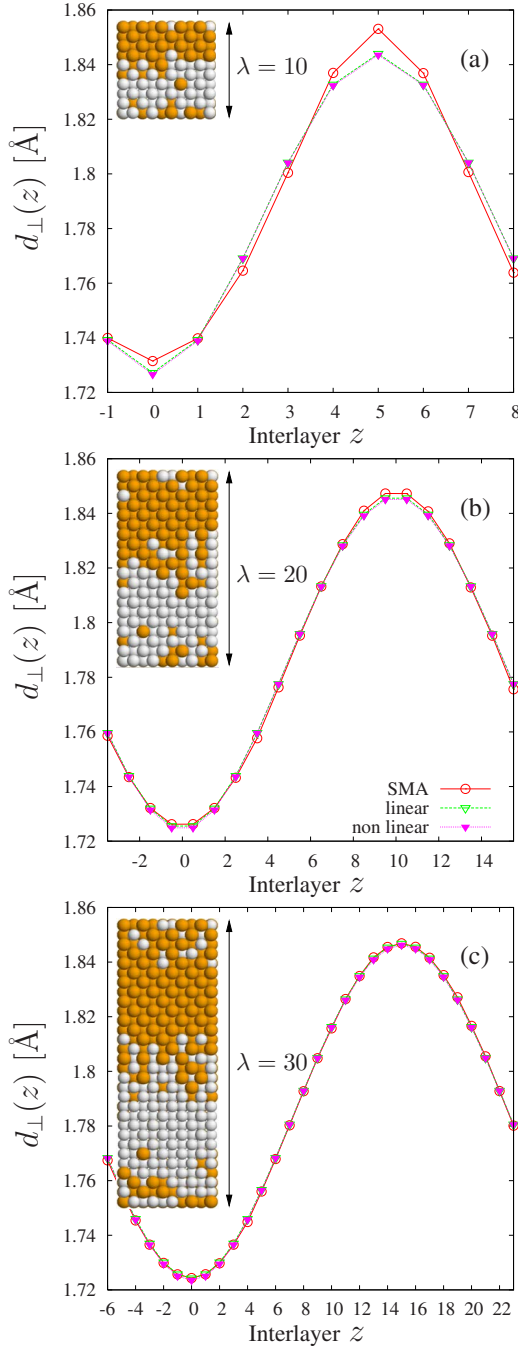 1.86
1.84
1.82
1.8
1.78
1.76
1.74
1.72
d⊥(z) [Å]
λ = 10
(a)
-1 0 1 2 3 4 5 6 7 8
Interlayer z
1.86
1.84
1.82
1.8
1.78
1.76
1.74
1.72
d⊥(z) [Å]
λ = 20
(b)
SMA
linear
non linear
-2 0 2 4 6 8 10 12 14
Interlayer z
1.86
1.84
1.82
1.8
1.78
1.76
1.74
1.72
d⊥(z) [Å]
λ = 30
(c)
-6 -4 -2 0 2 4 6 8 10 12 14 16 18 20 22
Interlayer z